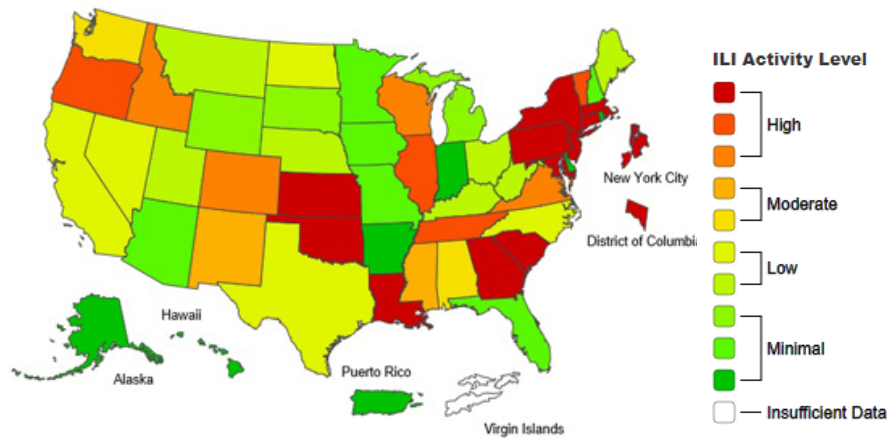 ILI Activity Level
High
New York City
Moderate
District of Columbi
Low
Hawaii
Minimal
Puerto Rico
Alaska
Insufficient Data
Virgin Islands